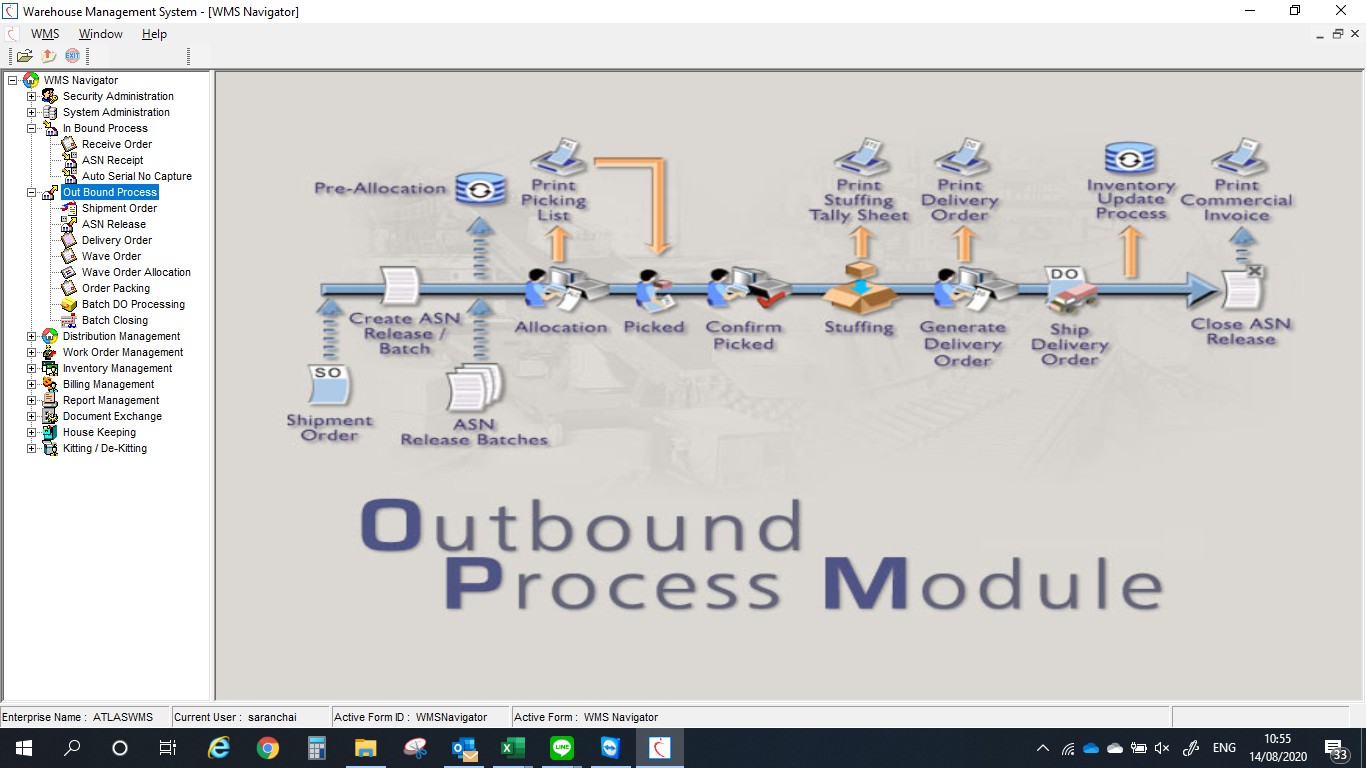 Warehouse Management System - [WMS Navigator]
WMS Window Help
EXIT
WMS Navigator
Security Administration
System Administration
In Bound Process
Receive Order
ASN Receipt
Auto Serial No Capture
Out Bound Process
Shipment Order
ASN Release
Delivery Order
Wave Order
Wave Order Allocation
Order Packing
Batch DO Processing
Batch Closing
Distribution Management
Work Order Management
Inventory Management
Billing Management
Report Management
Document Exchange
House Keeping
Kitting / De-Kitting
Pre-Allocation
Print
Picking
List
Print
Stuffing
Tally Sheet
Print
Delivery
Order
Inventory
Update
Process
Print
Commercial
Invoice
Create ASN
Release /
Batch
Allocation
Picked
Confirm
Picked
Stuffing
Generate
Delivery
Order
DO
Ship
Delivery
Order
Close ASN
Release
SO
Shipment
Order
ASN
Release Batches
Outbound
Process Module
Enterprise Name : ATLASWMS
Current User : saranchai
Active Form ID : WMSNavigator
Active Form : WMS Navigator
LINE
ENG
10:55
14/08/2020
33